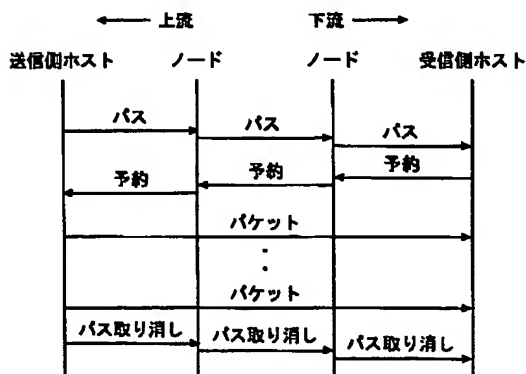 ← 上流 下流 →
送信側ホスト ノード ノード 受信側ホスト
パス パス パス
予約 予約 予約
パケット
パケット
パス取り消し パス取り消し パス取り消し